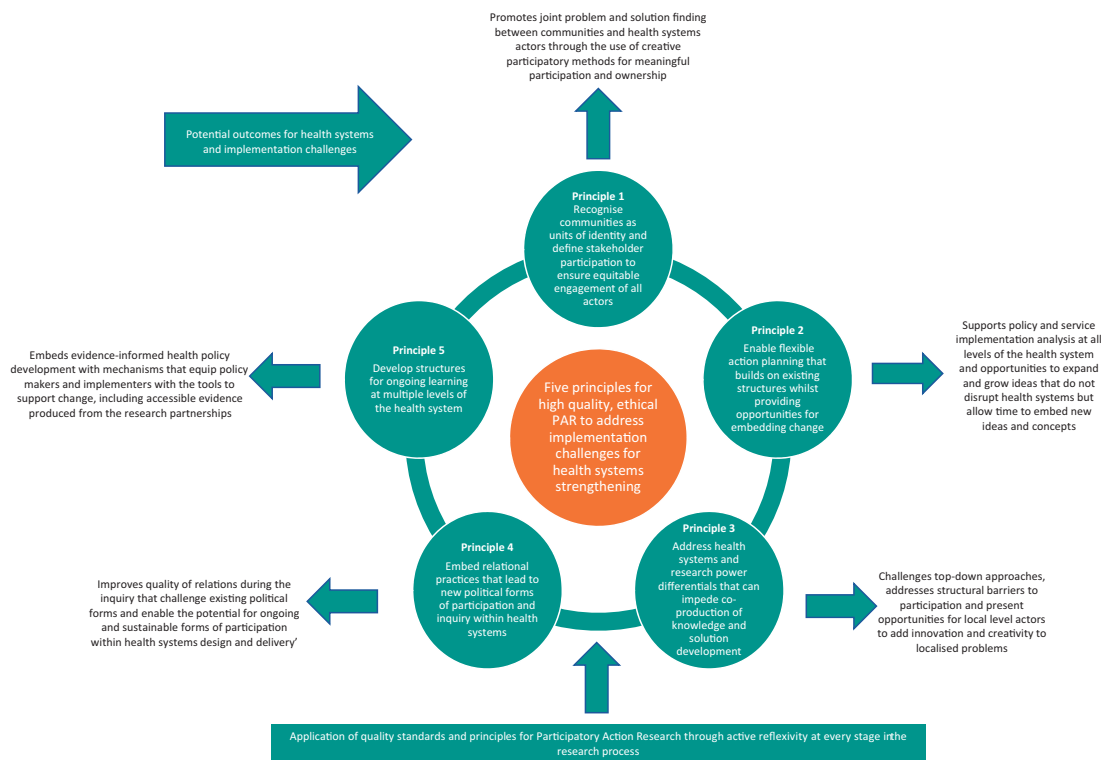 Promotes joint problem and solution finding
between communities and health systems
actors through the use of creative
participatory methods for meaningful
participation and ownership
Potential outcomes for health systems
and implementation challenges
Principle 1
Recognise
communities as
units of identity and
define stakeholder
participation to
ensure equitable
engagement of all
actors
Principle 2
Enable flexible
action planning that
builds on existing
structures whilst
providing
opportunities for
embedding change
Supports policy and service
implementation analysis at all
levels of the health system
and opportunities to expand
and grow ideas that do not
disrupt health systems but
allow time to embed new
ideas and concepts
Principle 5
Develop structures
for ongoing learning
at multiple levels of
the health system
Embeds evidence-informed health policy
development with mechanisms that equip policy
makers and implementers with the tools to
support change, including accessible evidence
produced from the research partnerships
Five principles for
high quality, ethical
PAR to address
implementation
challenges for
health systems
strengthening
Principle 3
Address health
systems and
research power
differentials that can
impede co-
production of
knowledge and
solution
development
Challenges top-down approaches,
addresses structural barriers to
participation and present
opportunities for local level actors
to add innovation and creativity to
localised problems
Principle 4
Embed relational
practices that lead to
new political forms
of participation and
inquiry within health
systems
Improves quality of relations during the
inquiry that challenge existing political
forms and enable the potential for ongoing
and sustainable forms of participation
within health systems design and delivery’
Application of quality standards and principles for Participatory Action Research through active reflexivity at every stage in the
research process